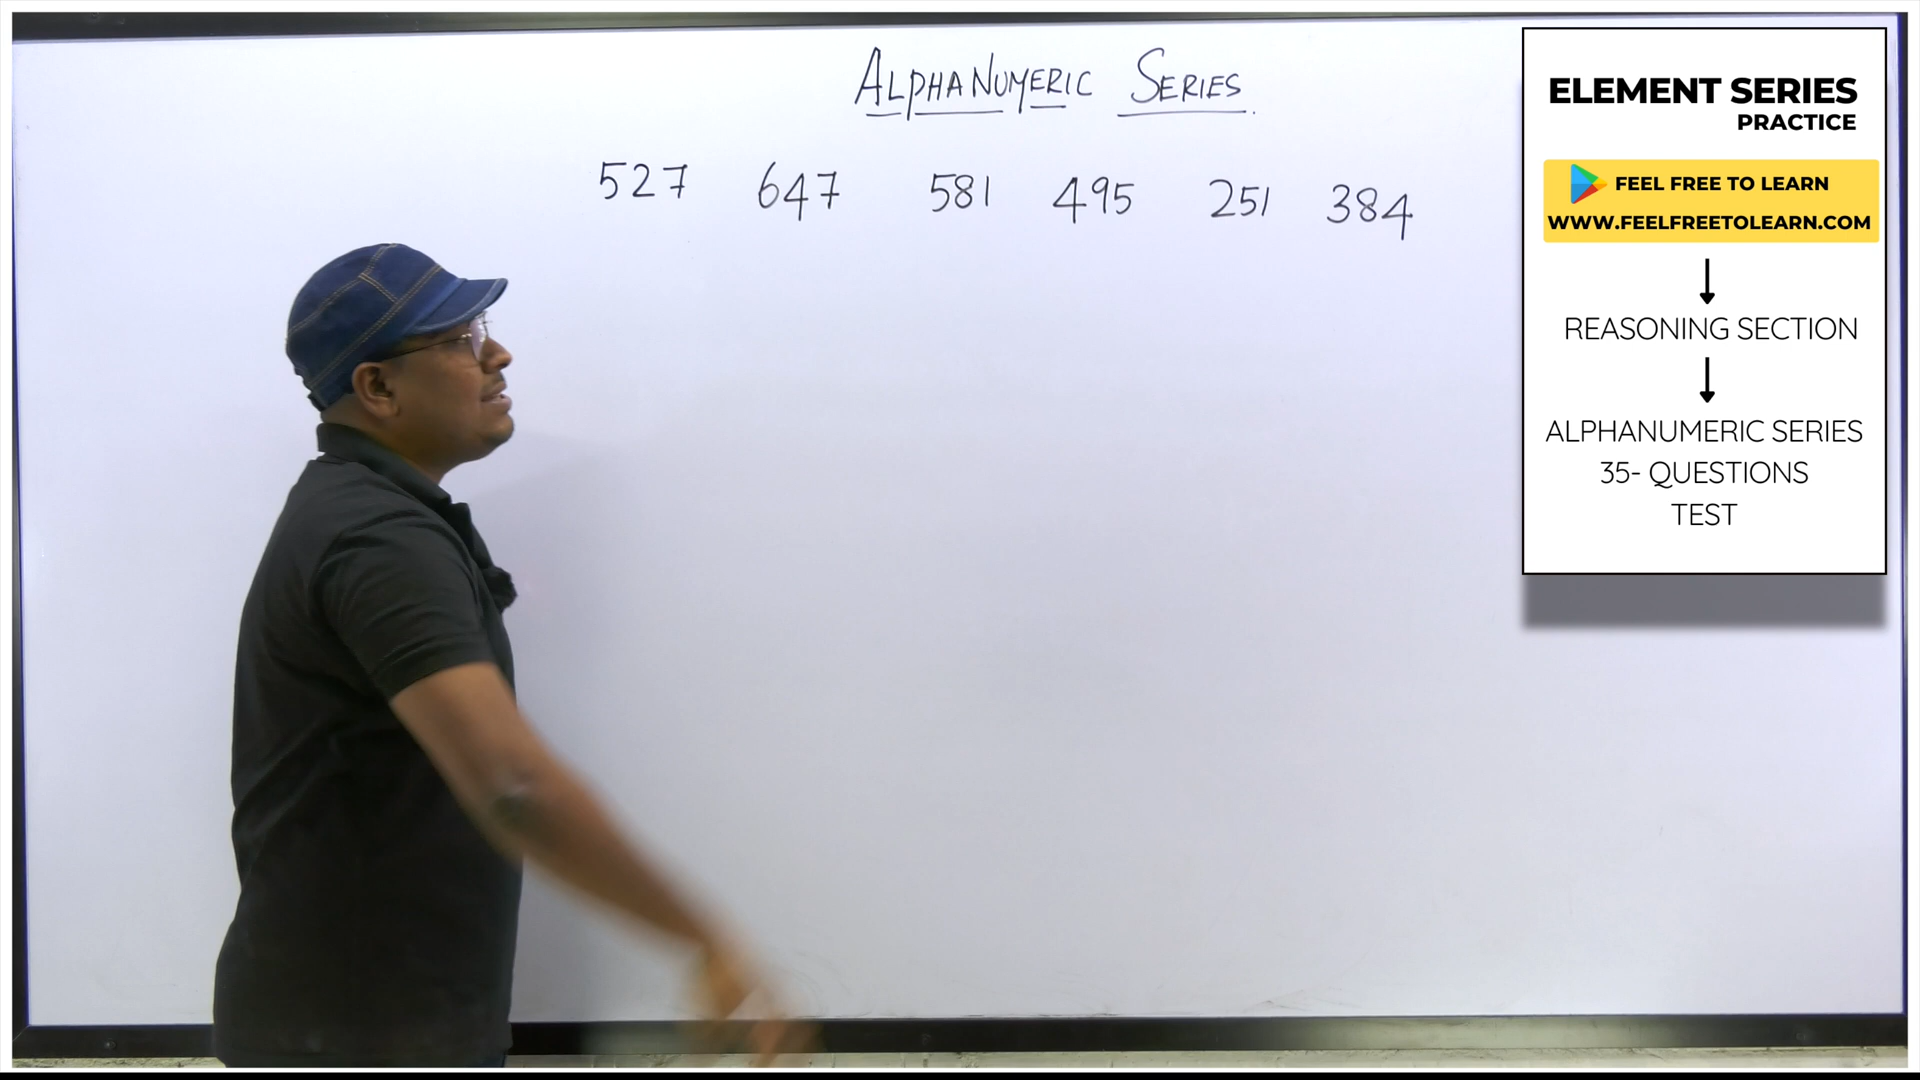 ALPHANUMERIC SERIES.
527 647 581 495 251 384
ELEMENT SERIES
PRACTICE
FEEL FREE TO LEARN
WWW.FEELFREETOLEARN.COM
REASONING SECTION
ALPHANUMERIC SERIES
35- QUESTIONS
TEST